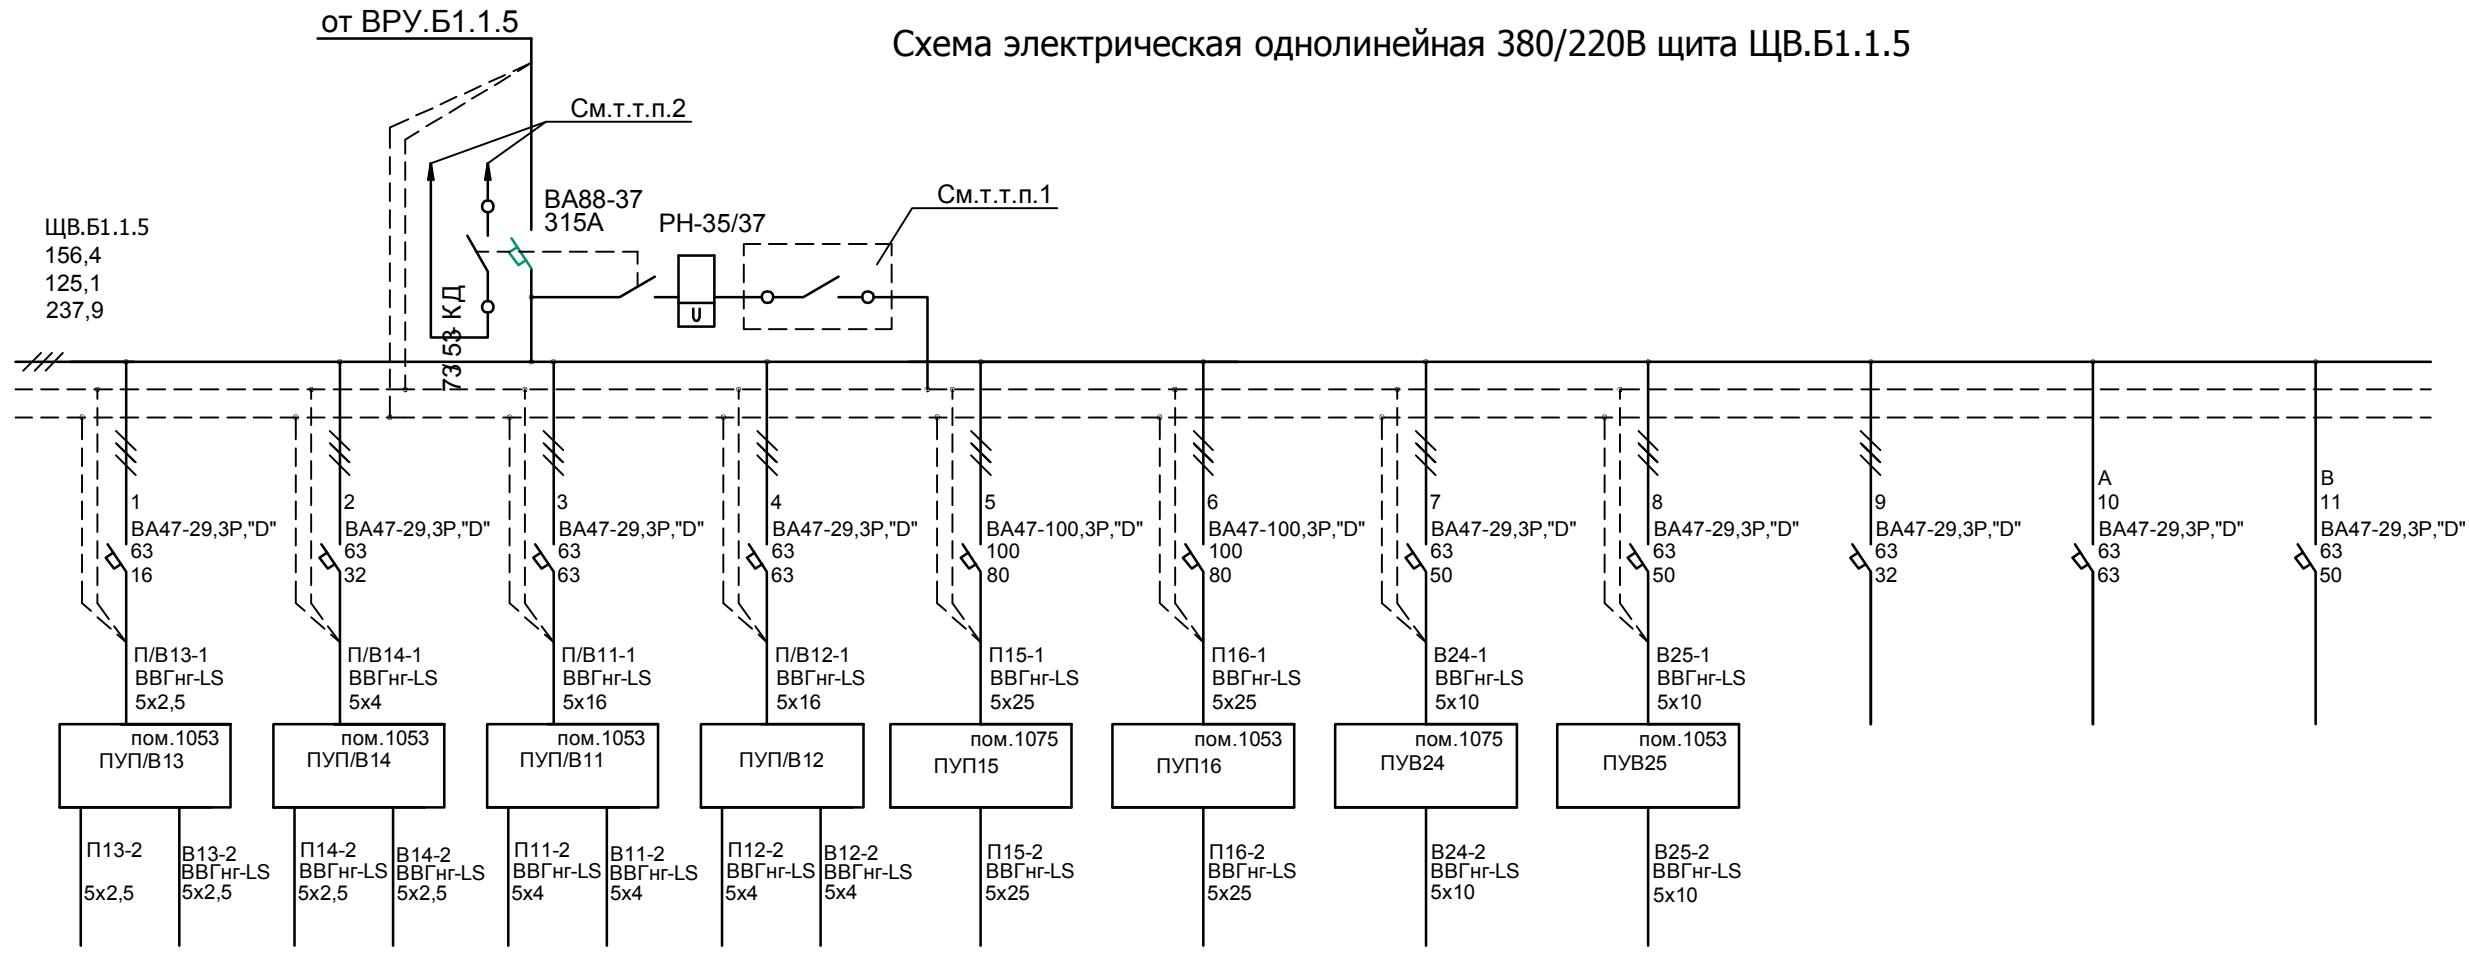 от ВРУ.Б1.1.5
Схема электрическая однолинейная 380/220В щита ЩВ.Б1.1.5
См.т.т.п.2
ВА88-37
315А
РН-35/37
См.т.т.п.1
ЩВ.Б1.1.5
156,4
125,1
237,9
U
1
ВА47-29,3Р,"D"
63
16
2
ВА47-29,3Р,"D"
63
32
3
ВА47-29,3Р,"D"
63
63
4
ВА47-29,3Р,"D"
63
63
5
ВА47-100,3Р,"D"
100
80
6
ВА47-100,3Р,"D"
100
80
7
ВА47-29,3Р,"D"
63
50
8
ВА47-29,3Р,"D"
63
50
9
ВА47-29,3Р,"D"
63
32
А
10
ВА47-29,3Р,"D"
63
63
В
11
ВА47-29,3Р,"D"
63
50
П/В13-1
ВВГнг-LS
5х2,5
П/В14-1
ВВГнг-LS
5х4
П/В11-1
ВВГнг-LS
5х16
П/В12-1
ВВГнг-LS
5х16
П15-1
ВВГнг-LS
5х25
П16-1
ВВГнг-LS
5х25
В24-1
ВВГнг-LS
5х10
В25-1
ВВГнг-LS
5х10
пом.1053
ПУП/В13
пом.1053
ПУП/В14
пом.1053
ПУП/В11
ПУП/В12
пом.1075
ПУП15
пом.1053
ПУП16
пом.1075
ПУВ24
пом.1053
ПУВ25
П13-2
5х2,5
В13-2
ВВГнг-LS
5х2,5
П14-2
ВВГнг-LS
5х2,5
В14-2
ВВГнг-LS
5х2,5
П11-2
ВВГнг-LS
5х4
В11-2
ВВГнг-LS
5х4
П12-2
ВВГнг-LS
5х4
В12-2
ВВГнг-LS
5х4
П15-2
ВВГнг-LS
5х25
П16-2
ВВГнг-LS
5х25
В24-2
ВВГнг-LS
5х10
В25-2
ВВГнг-LS
5х10